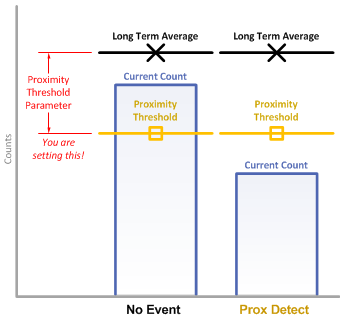 Long Term Average
Long Term Average
Current Count
Proximity
Threshold
Parameter
Proximity
Threshold
Proximity
Threshold
You are
setting this!
Current Count
Counts
No Event
Prox Detect